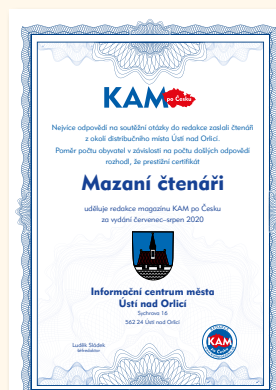 KAM po Česku
Nejvíce odpovědí na soutěžní otázky do redakce zaslali čtenáři
z okolí distribučního místa Ústí nad Orlicí.
Poměr počtu obyvatel v závislosti na počtu došlých odpovědí
rozhodl, že prestižní certifikát
Mazaní čtenáři
uděluje redakce magazínu KAM po Česku
za vydání červenec–srpen 2020
Informační centrum města
Ústí nad Orlicí
Sychrova 16
562 24 Ústí nad Orlicí
Luděk Sládek
šéfredaktor
KAM
po Česku